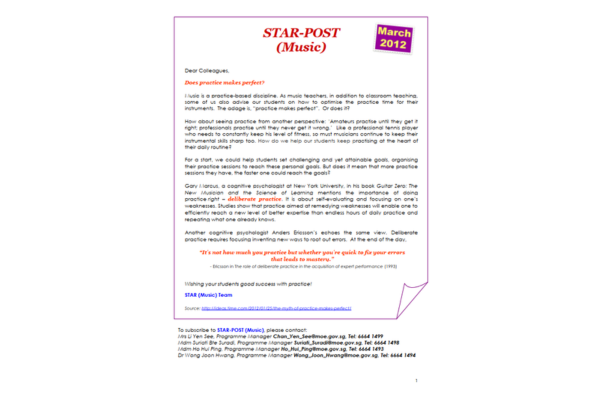 STAR-POST
(Music)
March
2012
Dear Colleagues,
Does practice makes perfect?
Music is a practice-based discipline. As music teachers, in addition to classroom teaching,
some of us also advise our students on how to optimise the practice time for their
instruments. The adage is, "practice makes perfect". Or does it?
How about seeing practice from another perspective: 'Amateurs practise until they get it
right; professionals practise until they never get it wrong.' Like a professional tennis player
who needs to constantly keep his level of fitness, so must musicians continue to keep their
instrumental skills sharp too. How do we help our students keep practising at the heart of
their daily routine?
For a start, we could help students set challenging and yet attainable goals, organising
their practice sessions to reach these personal goals. But does it mean that more practice
sessions they have, the faster one could reach the goals?
Gary Marcus, a cognitive psychologist at New York University, in his book Guitar Zero: The
New Musician and the Science of Learning mentions the importance of doing
practice right – deliberate practice. It is about self-evaluating and focusing on one's
weaknesses. Studies show that practice aimed at remedying weaknesses will enable one to
efficiently reach a new level of better expertise than endless hours of daily practice and
repeating what one already knows.
Another cognitive psychologist Anders Ericsson's echoes the same view. Deliberate
practice requires focusing inventing new ways to root out errors. At the end of the day,
"It's not how much you practice but whether you're quick to fix your errors
that leads to mastery."
- Ericsson in The role of deliberate practice in the acquisition of expert performance (1993)
Wishing your students good success with practice!
STAR (Music) Team
Source: http://ideas.time.com/2012/01/25/the-myth-of-practice-makes-perfect/
To subscribe to STAR-POST (Music), please contact:
Mrs Li Yen See, Programme Manager Chan_Yen_See@moe.gov.sg, Tel: 6664 1499
Mdm Suriati Bte Suradi, Programme Manager Suriati_Suradi@moe.gov.sg, Tel: 6664 1498
Mdm Ho Hui Ping, Programme Manager Ho_Hui_Ping@moe.gov.sg, Tel: 6664 1493
Dr Wong Joon Hwang, Programme Manager Wong_Joon_Hwang@moe.gov.sg, Tel: 6664 1494
1